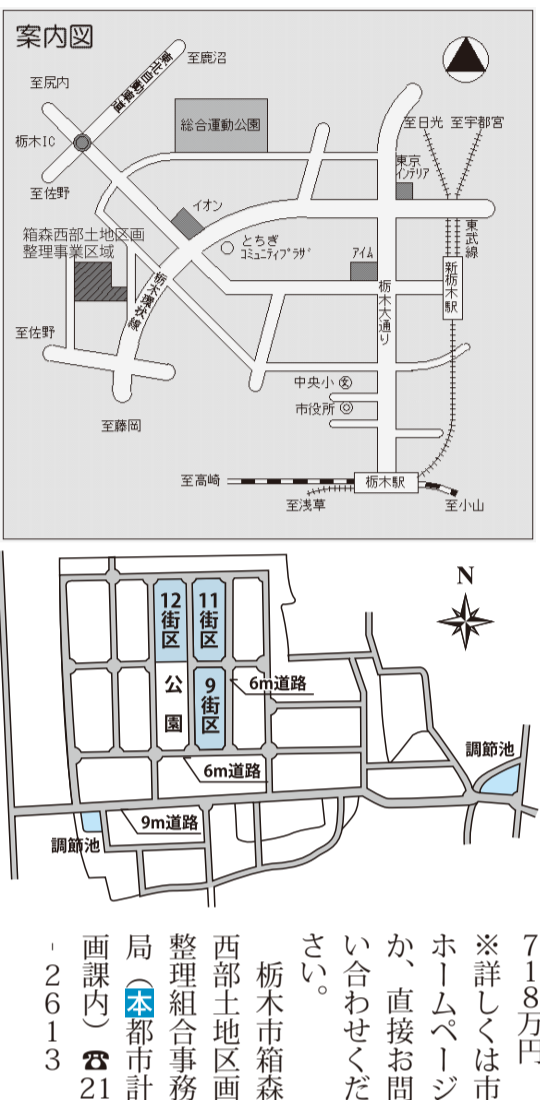 案内図
至鹿沼
東北自動車道
至尻内
栃木IC
至佐野
総合運動公園
至日光
至宇都宮
東京
インテリア
東武線
イオン
箱森西部土地区画
整理事業区域
とちぎ
コミュニティプラザ
アイム
新栃木駅
栃木環状線
栃木大通り
至佐野
至藤岡
中央小
文
市役所
至高崎
栃木駅
至浅草
至小山
N
12街区
11街区
公園
9街区
6m道路
6m道路
9m道路
調節池
調節池
718万円
※詳しくは市
ホームページ
か、直接お問
い合わせくだ
さい。
栃木市箱森
西部土地区画
整理組合事務
局(本都市計
画課内)☎21
-2613